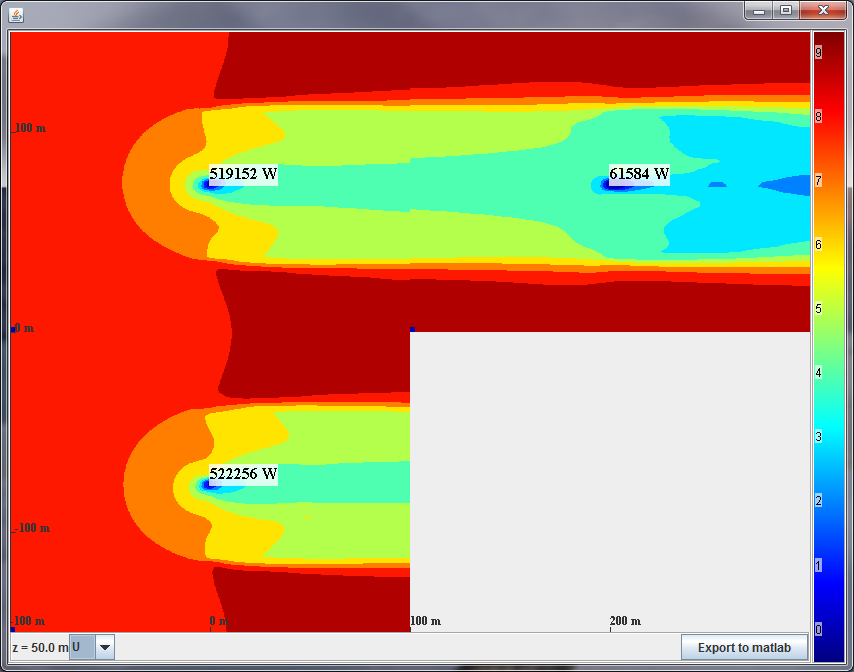 9
8
100 m
519152 W
61584 W
7
6
5
0 m
4
3
522256 W
2
-100 m
1
-100 m
0 m
100 m
200 m
0
z = 50.0 m
U
Export to matlab